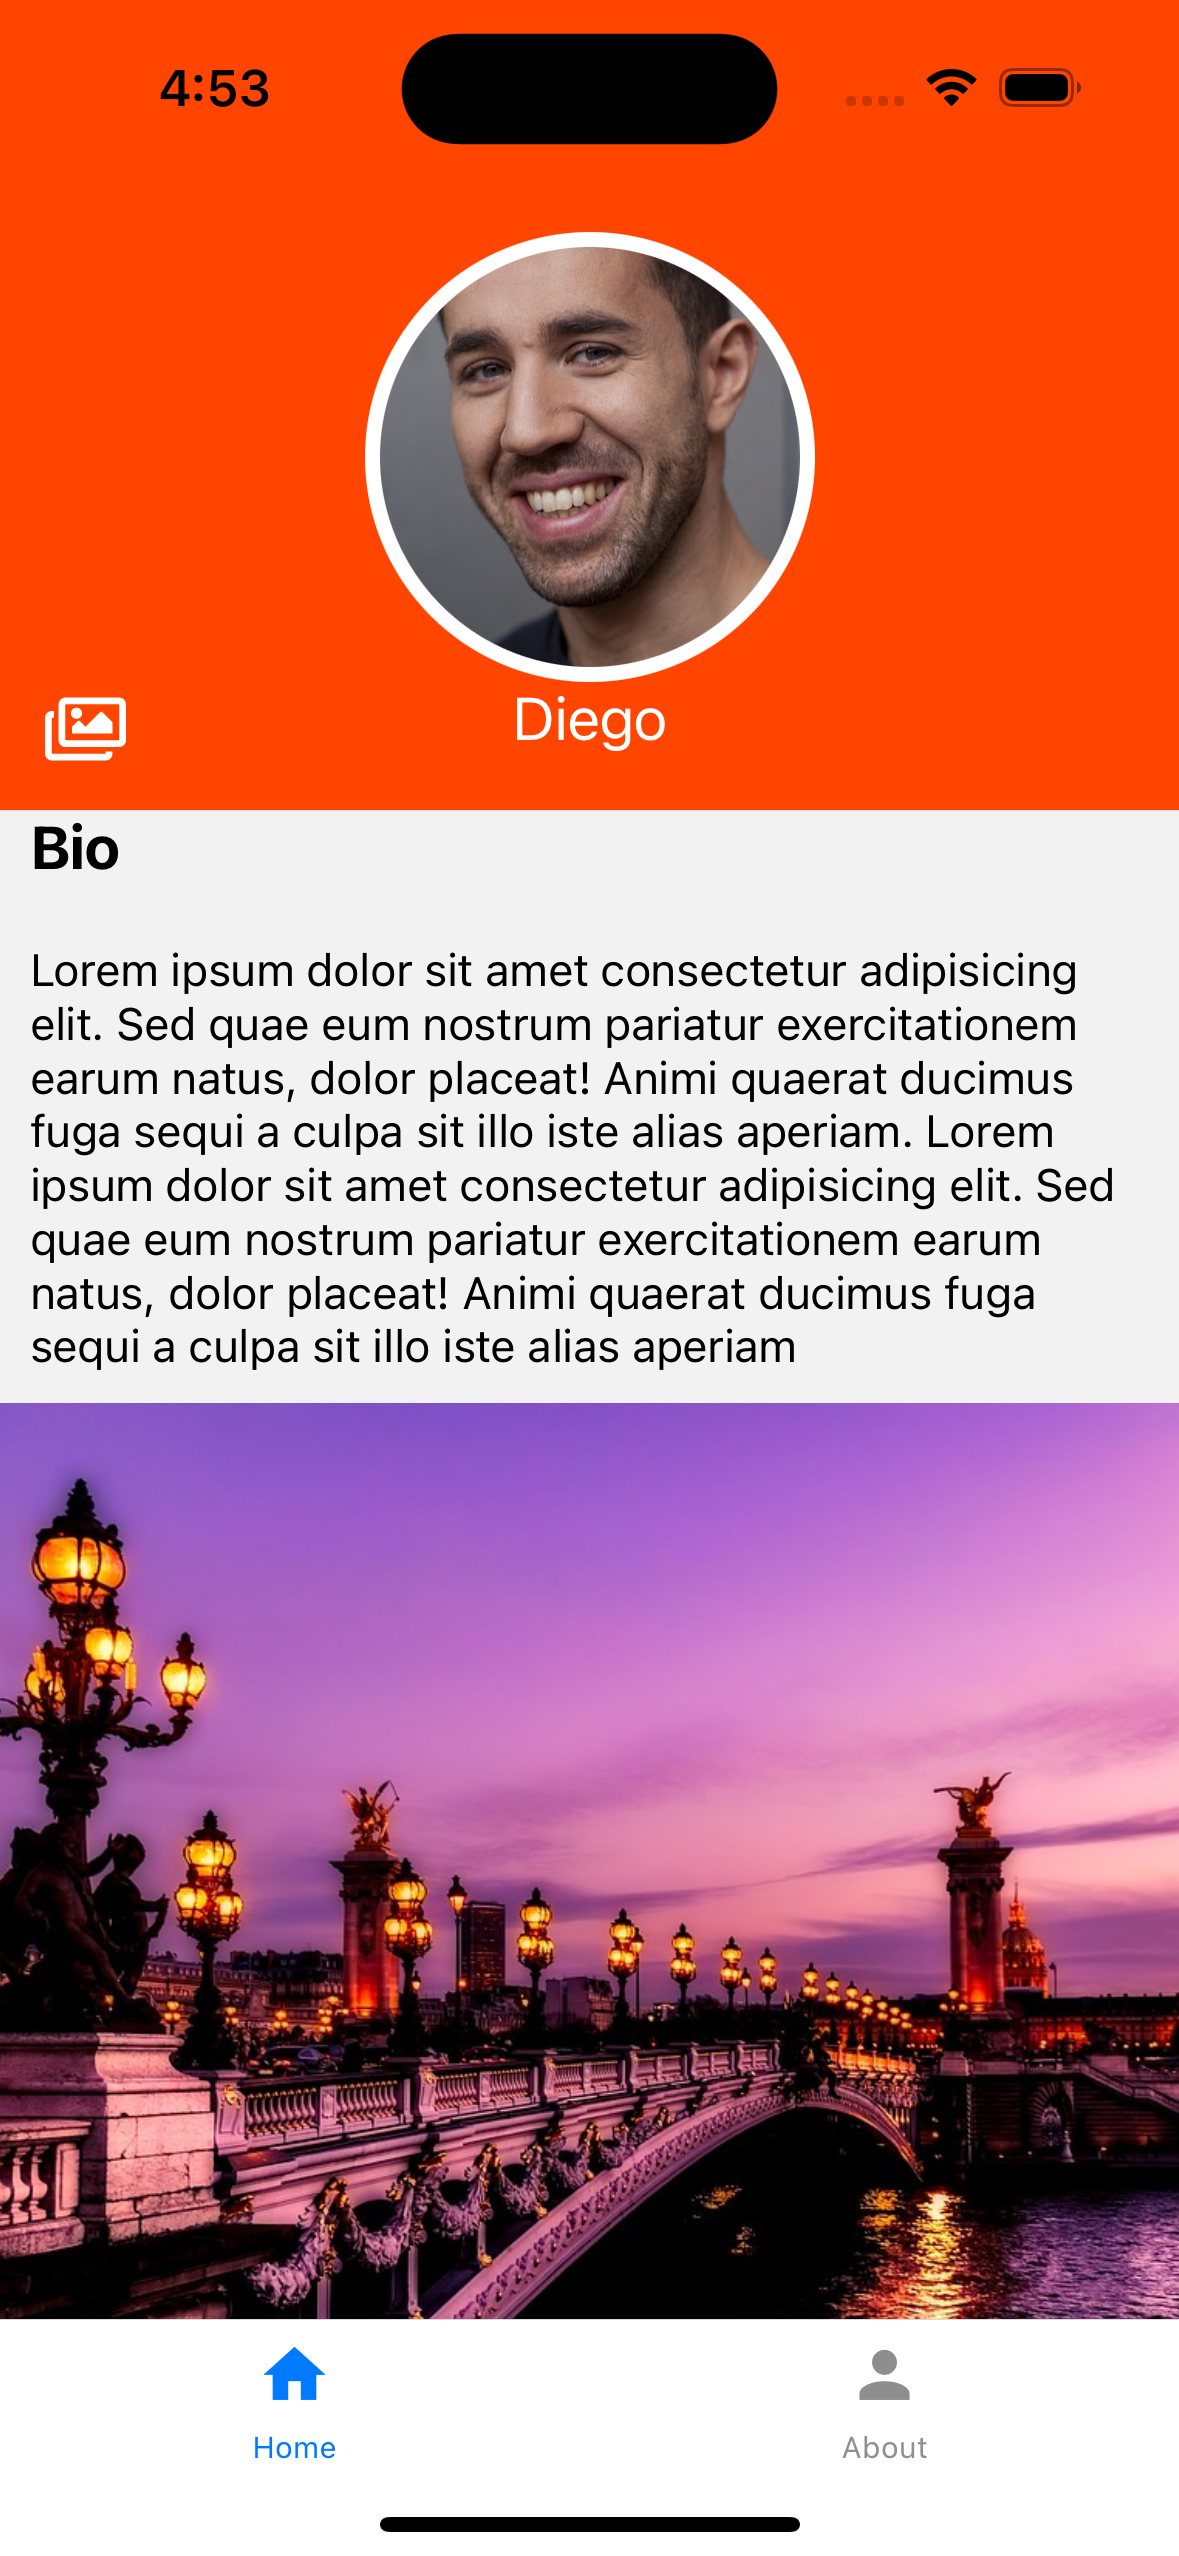 4:53
Diego
Bio
Lorem ipsum dolor sit amet consectetur adipisicing
elit. Sed quae eum nostrum pariatur exercitationem
earum natus, dolor placeat! Animi quaerat ducimus
fuga sequi a culpa sit illo iste alias aperiam. Lorem
ipsum dolor sit amet consectetur adipisicing elit. Sed
quae eum nostrum pariatur exercitationem earum
natus, dolor placeat! Animi quaerat ducimus fuga
sequi a culpa sit illo iste alias aperiam
Home
About